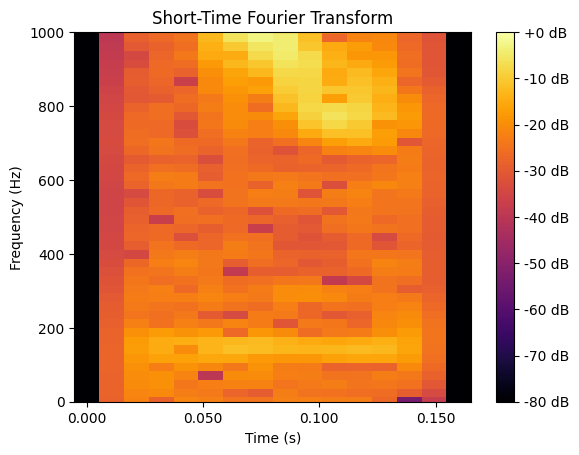 Short-Time Fourier Transform
1000
800
600
400
200
0
Frequency (Hz)
0.000
0.050
0.100
0.150
Time (s)
+0 dB
-10 dB
-20 dB
-30 dB
-40 dB
-50 dB
-60 dB
-70 dB
-80 dB